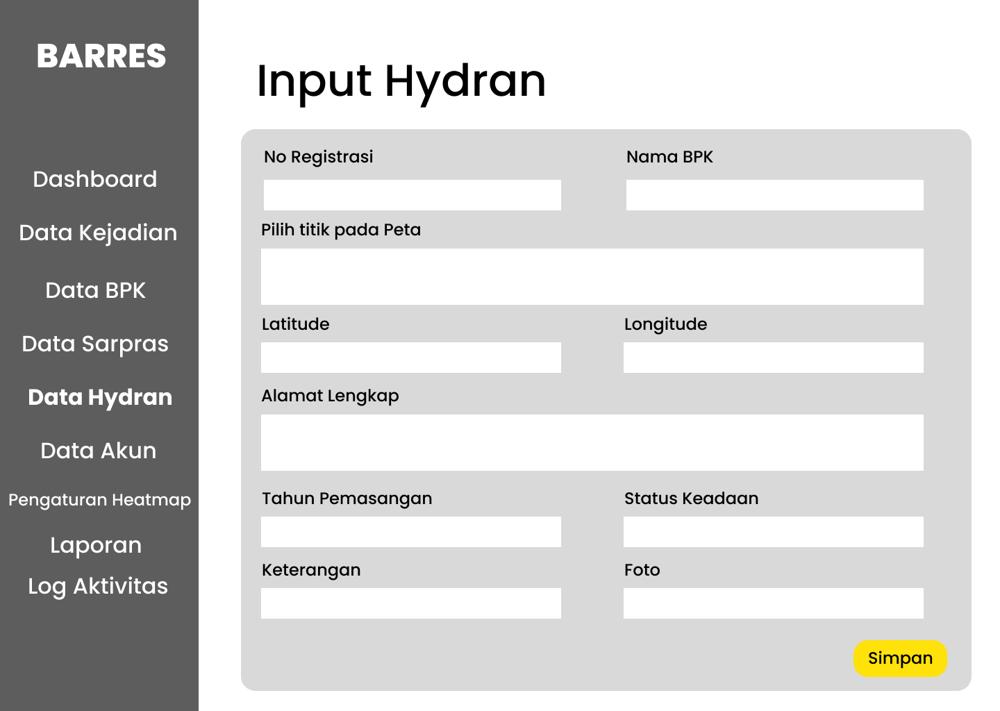 BARRES
Dashboard
Data Kejadian
Data BPK
Data Sarpras
Data Hydran
Data Akun
Pengaturan Heatmap
Laporan
Log Aktivitas
Input Hydran
No Registrasi
Nama BPK
Pilih titik pada Peta
Latitude
Longitude
Alamat Lengkap
Tahun Pemasangan
Status Keadaan
Keterangan
Foto
Simpan